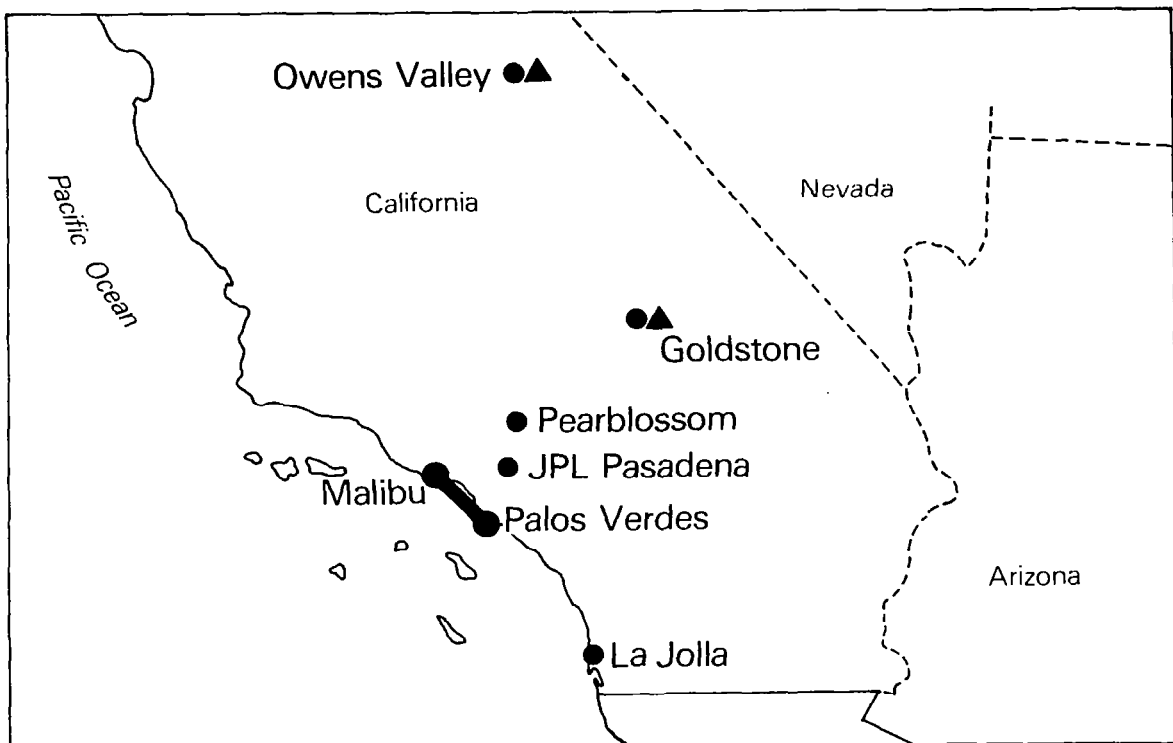 Owens Valley
Nevada
California
Pacific Ocean
Goldstone
Pearblossom
JPL Pasadena
Malibu
Palos Verdes
Arizona
La Jolla